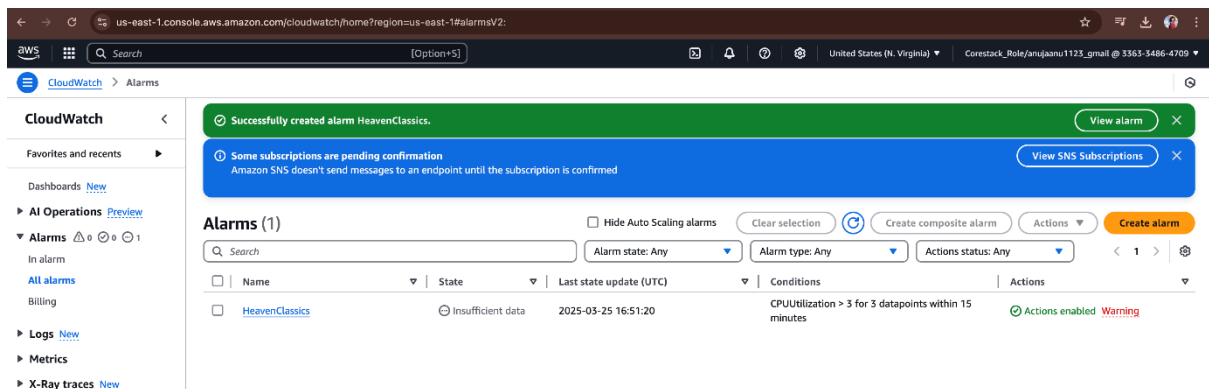 us-east-1.console.aws.amazon.com/cloudwatch/home?region=us-east-1#alarmsV2:
aws Search [Option+S] United States (N. Virginia) Corestack_Role/anujaanu1123_gmail @ 3363-3486-4709
CloudWatch > Alarms
CloudWatch
Favorites and recents
Dashboards New
AI Operations Preview
Alarms 0 0 1
In alarm
All alarms
Billing
Logs New
Metrics
X-Ray traces New
Successfully created alarm HeavenClassics. View alarm
Some subscriptions are pending confirmation View SNS Subscriptions
Amazon SNS doesn't send messages to an endpoint until the subscription is confirmed
Alarms (1) Hide Auto Scaling alarms Clear selection Create composite alarm Actions Create alarm
Search Alarm state: Any Alarm type: Any Actions status: Any 1
Name State Last state update (UTC) Conditions Actions
HeavenClassics Insufficient data 2025-03-25 16:51:20 CPUUtilization > 3 for 3 datapoints within 15 Actions enabled Warning
minutes